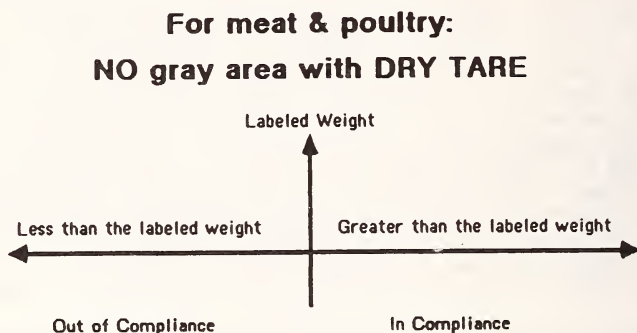 For meat & poultry:
NO gray area with DRY TARE
Labeled Weight
Less than the labeled weight
Greater than the labeled weight
Out of Compliance
In Compliance